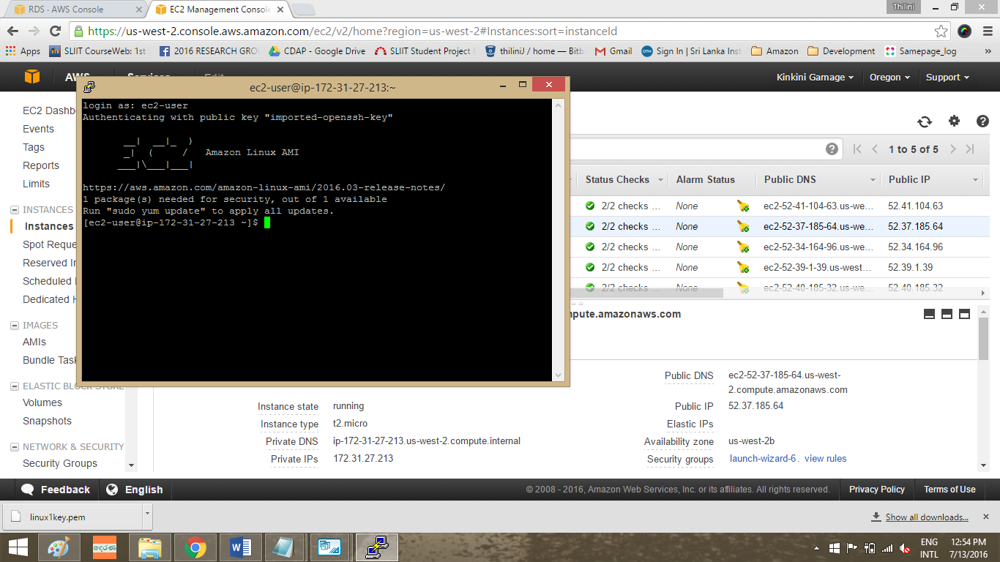 RDS - AWS Console
EC2 Management Console
Thilini
https://us-west-2.console.aws.amazon.com/ec2/v2/home?region=us-west-2#Instances:sort=instanceId
Apps
SLIIT CourseWeb: 1st
2016 RESEARCH GRO
CDAP - Google Drive
SLIIT Student Project
thiliniJ / home — Bitb
Gmail
Sign In | Sri Lanka Inst
Amazon
Development
Samepage_log
»
AWS
Services
Edit
Kinkini Gamage
Oregon
Support
ec2-user@ip-172-31-27-213:~
login as: ec2-user
Authenticating with public key "imported-openssh-key"
__|  __|_  )
_|  (     /   Amazon Linux AMI
___|\___|___|
https://aws.amazon.com/amazon-linux-ami/2016.03-release-notes/
1 package(s) needed for security, out of 1 available
Run "sudo yum update" to apply all updates.
[ec2-user@ip-172-31-27-213 ~]$
EC2 Dashb
Events
Tags
Reports
Limits
INSTANCES
Instances
Spot Reque
Reserved In
Scheduled
Dedicated H
IMAGES
AMIs
Bundle Task
ELASTIC BLOCK STORE
Volumes
Snapshots
NETWORK & SECURITY
Security Groups
1 to 5 of 5
Status Checks
Alarm Status
Public DNS
Public IP
2/2 checks ...
None
ec2-52-41-104-63.us-we...
52.41.104.63
2/2 checks ...
None
ec2-52-37-185-64.us-we...
52.37.185.64
2/2 checks ...
None
ec2-52-34-164-96.us-we...
52.34.164.96
2/2 checks ...
None
ec2-52-39-1-39.us-west...
52.39.1.39
2/2 checks ...
None
ec2-52-40-185-32.us-we...
52.40.185.32
mpute.amazonaws.com
Instance state
running
Instance type
t2.micro
Private DNS
ip-172-31-27-213.us-west-2.compute.internal
Private IPs
172.31.27.213
Public DNS
ec2-52-37-185-64.us-west-
2.compute.amazonaws.com
Public IP
52.37.185.64
Elastic IPs
Availability zone
us-west-2b
Security groups
launch-wizard-6. view rules
Feedback
English
© 2008 - 2016, Amazon Web Services, Inc. or its affiliates. All rights reserved.
Privacy Policy
Terms of Use
linux1key.pem
Show all downloads...
දෙරණ
ENG
INTL
12:54 PM
7/13/2016